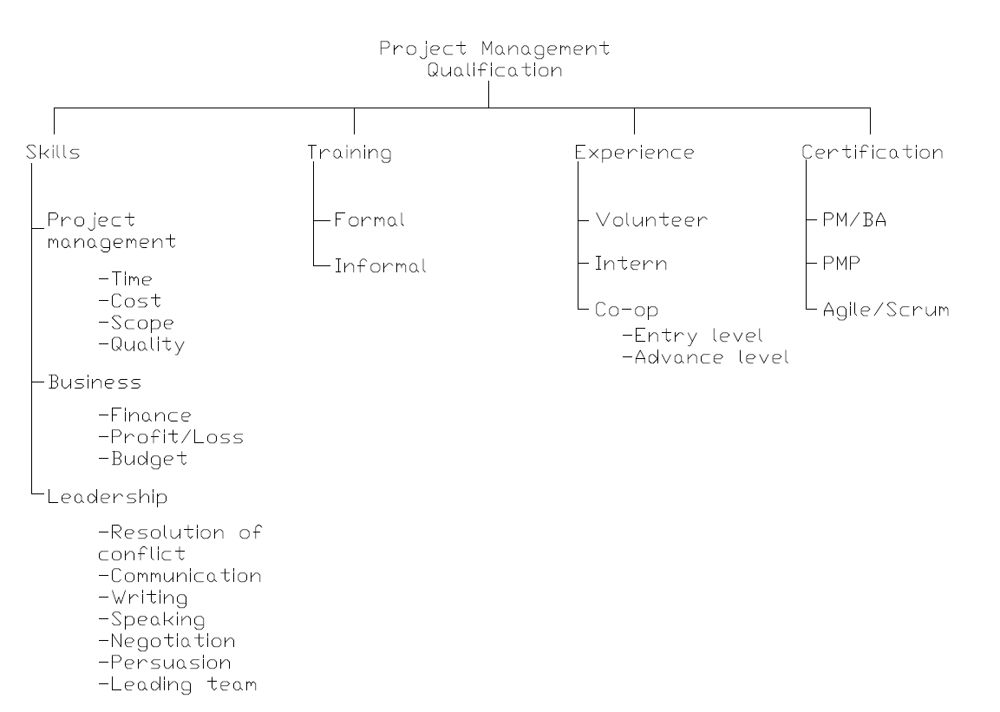 Project Management
Qualification
Skills
Training
Experience
Certification
Project
management
-Time
-Cost
-Scope
-Quality
Business
-Finance
-Profit/Loss
-Budget
Leadership
-Resolution of
conflict
-Communication
-Writing
-Speaking
-Negotiation
-Persuasion
-Leading team
Formal
Informal
Volunteer
Intern
Co-op
-Entry level
-Advance level
PM/BA
PMP
Agile/Scrum